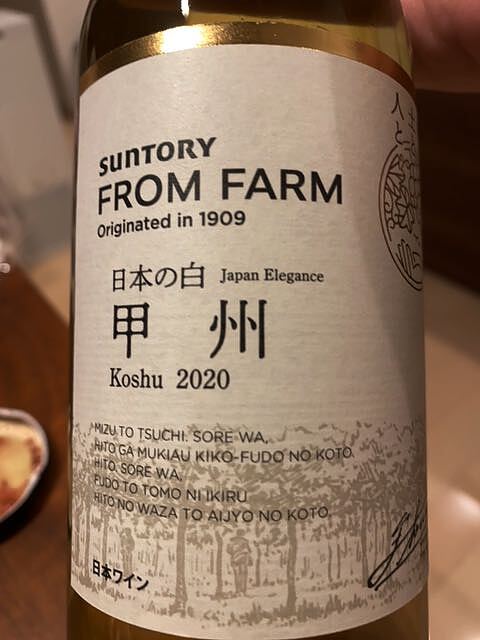 SUNTORY
FROM FARM
Originated in 1909
日本の白 Japan Elegance
甲州
Koshu 2020
MIZU TO TSUCHI. SORE WA,
HITO GA MUKIAU KIKO-FUDO NO KOTO.
HITO. SORE WA,
FUDO TO TOMO NI IKIRU
HITO NO WAZA TO AIJYO NO KOTO.
日本ワイン
人と